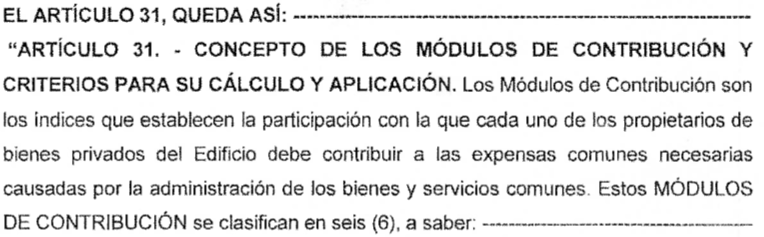 EL ARTÍCULO 31, QUEDA ASÍ: ----------------------------------------------------------------
"ARTÍCULO 31. - CONCEPTO DE LOS MÓDULOS DE CONTRIBUCIÓN Y
CRITERIOS PARA SU CÁLCULO Y APLICACIÓN. Los Módulos de Contribución son
los índices que establecen la participación con la que cada uno de los propietarios de
bienes privados del Edificio debe contribuir a las expensas comunes necesarias
causadas por la administración de los bienes y servicios comunes. Estos MÓDULOS
DE CONTRIBUCIÓN se clasifican en seis (6), a saber: -----------------------------------